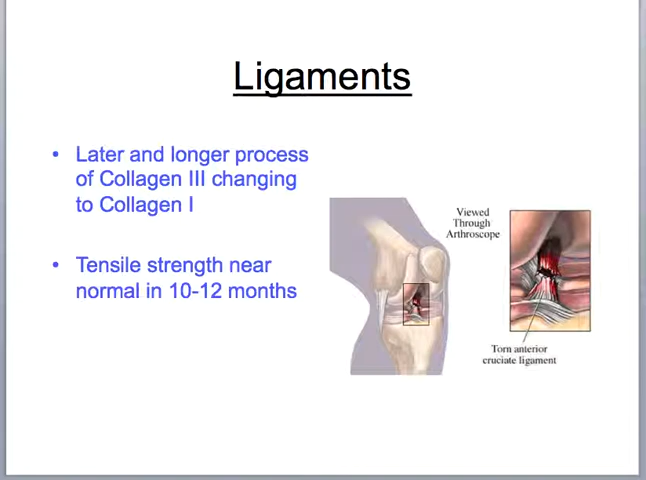 Ligaments
• Later and longer process
of Collagen III changing
to Collagen I
• Tensile strength near
normal in 10-12 months
Viewed
Through
Arthroscope
Torn anterior
cruciate ligament